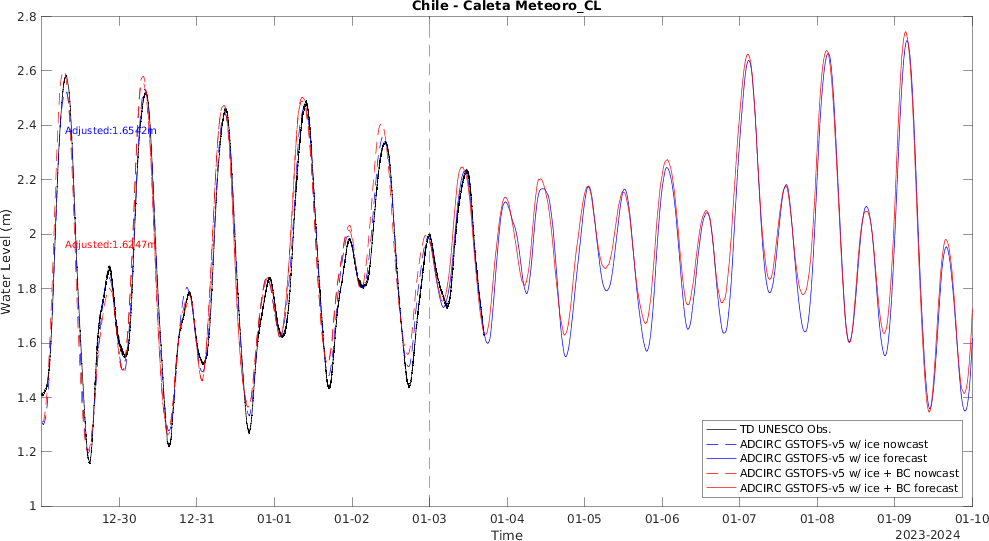 Chile - Caleta Meteoro_CL
2.8
2.6
2.4
2.2
2
1.8
1.6
1.4
1.2
1
Water Level (m)
Adjusted:1.6542m
Adjusted:1.6247m
TD UNESCO Obs.
ADCIRC GSTOFS-v5 w/ ice nowcast
ADCIRC GSTOFS-v5 w/ ice forecast
ADCIRC GSTOFS-v5 w/ ice + BC nowcast
ADCIRC GSTOFS-v5 w/ ice + BC forecast
12-30 12-31 01-01 01-02 01-03 01-04 01-05 01-06 01-07 01-08 01-09 01-10
Time
2023-2024